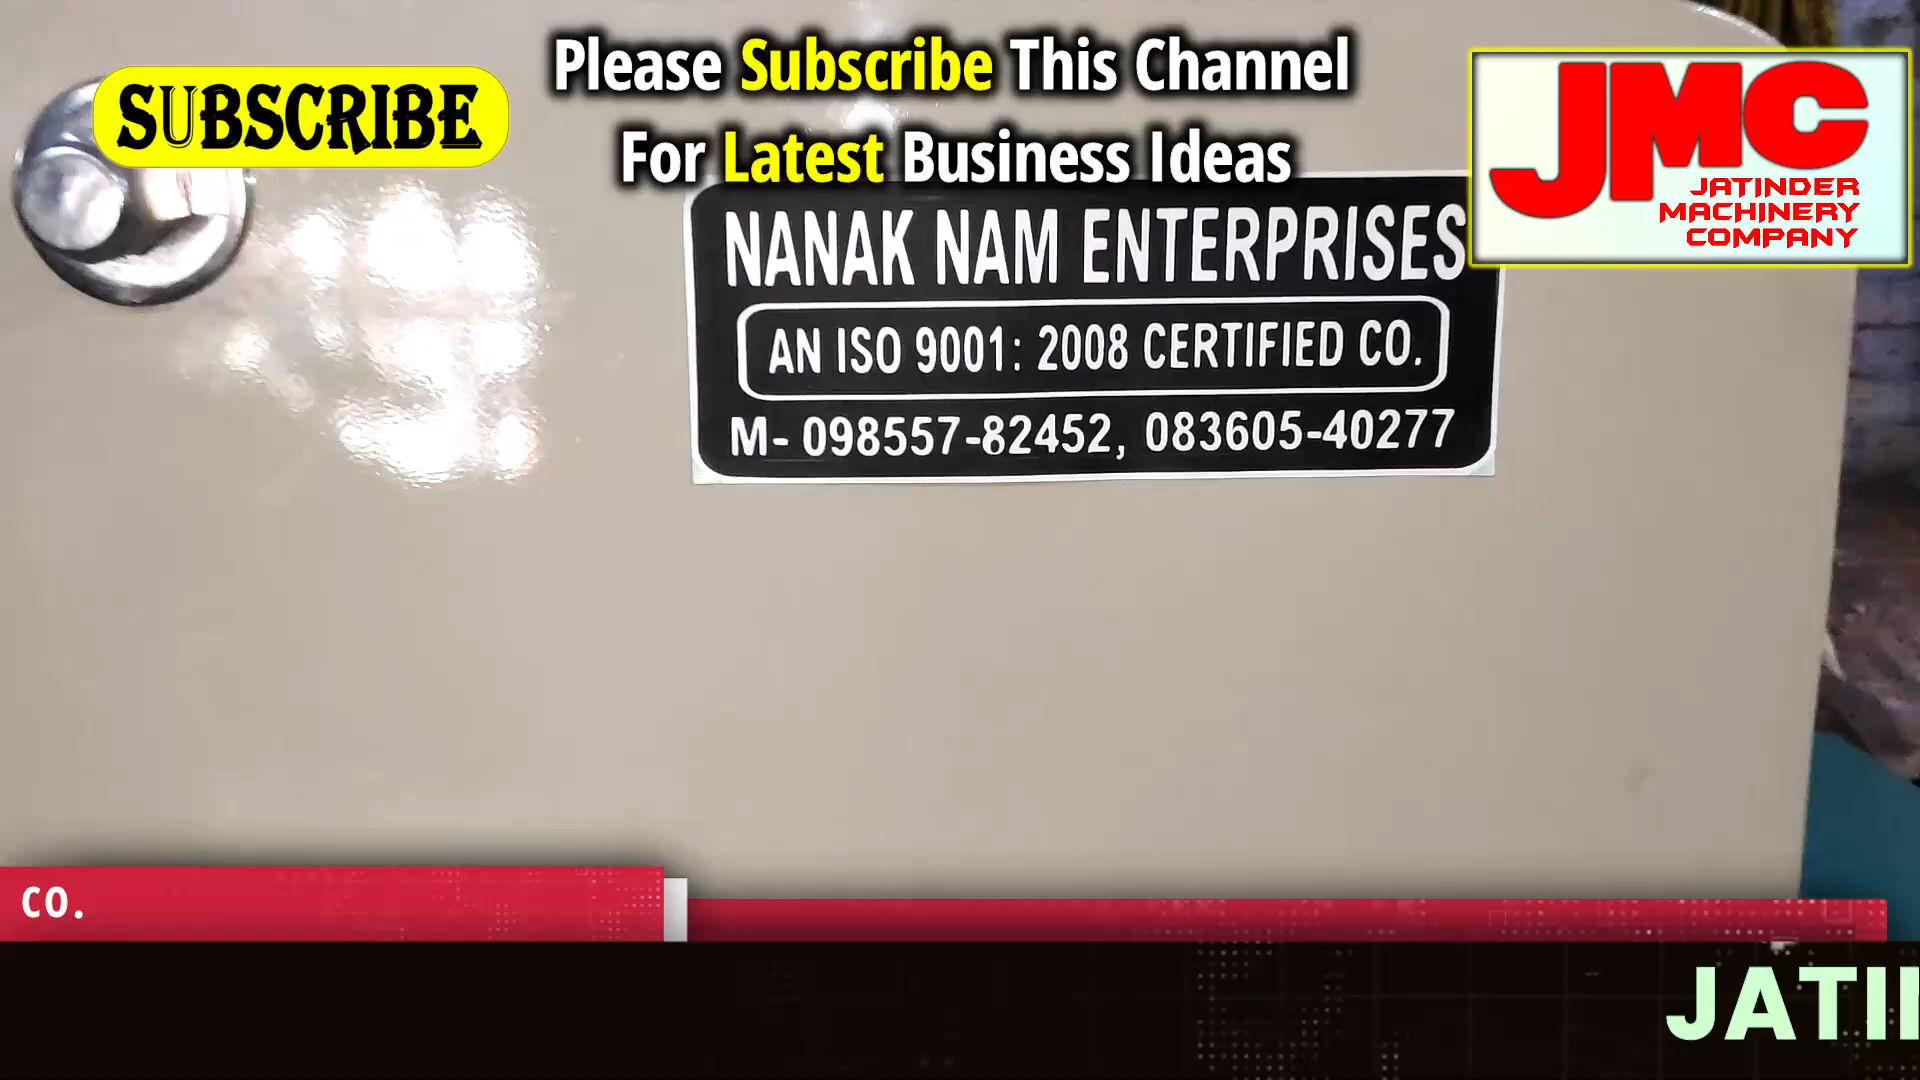 Please Subscribe This Channel
For Latest Business Ideas
SUBSCRIBE
JMC
JATINDER
MACHINERY
COMPANY
NANAK NAM ENTERPRISES
AN ISO 9001: 2008 CERTIFIED CO.
M- 098557-82452, 083605-40277
CO.